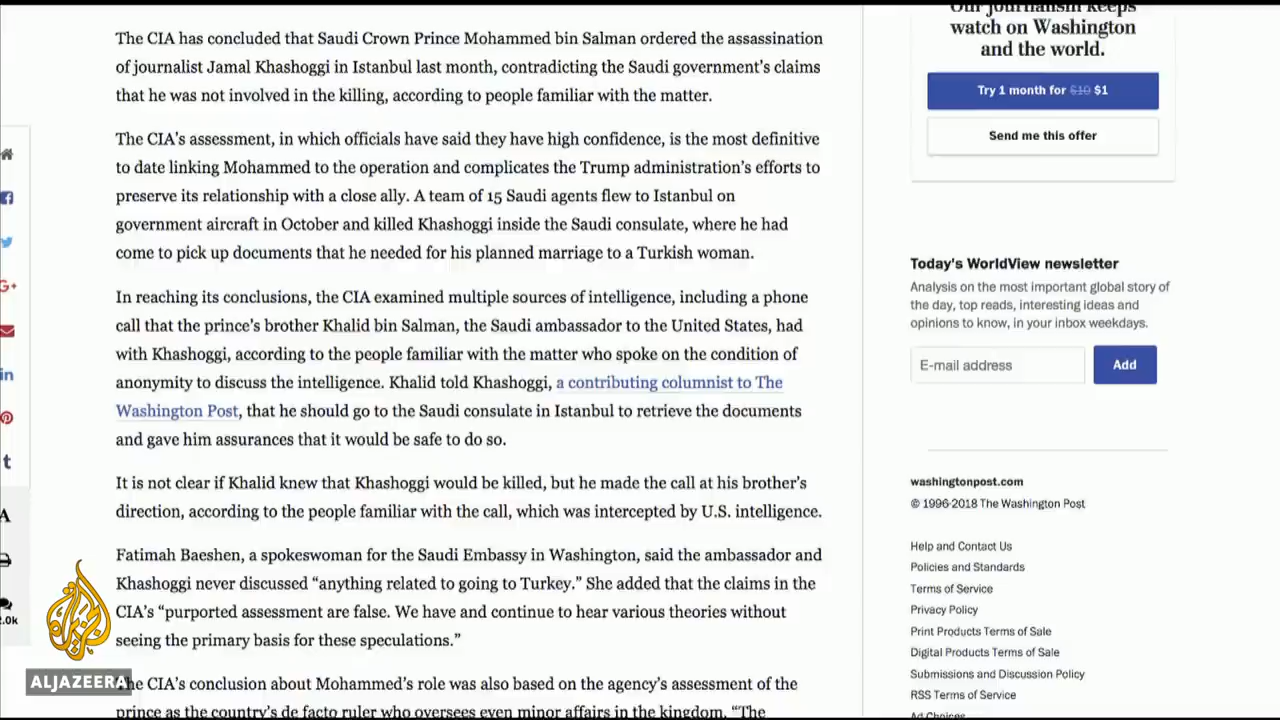 The CIA has concluded that Saudi Crown Prince Mohammed bin Salman ordered the assassination
of journalist Jamal Khashoggi in Istanbul last month, contradicting the Saudi government's claims
that he was not involved in the killing, according to people familiar with the matter.
The CIA's assessment, in which officials have said they have high confidence, is the most definitive
to date linking Mohammed to the operation and complicates the Trump administration's efforts to
preserve its relationship with a close ally. A team of 15 Saudi agents flew to Istanbul on
government aircraft in October and killed Khashoggi inside the Saudi consulate, where he had
come to pick up documents that he needed for his planned marriage to a Turkish woman.
In reaching its conclusions, the CIA examined multiple sources of intelligence, including a phone
call that the prince's brother Khalid bin Salman, the Saudi ambassador to the United States, had
with Khashoggi, according to the people familiar with the matter who spoke on the condition of
anonymity to discuss the intelligence. Khalid told Khashoggi, a contributing columnist to The
Washington Post, that he should go to the Saudi consulate in Istanbul to retrieve the documents
and gave him assurances that it would be safe to do so.
It is not clear if Khalid knew that Khashoggi would be killed, but he made the call at his brother's
direction, according to the people familiar with the call, which was intercepted by U.S. intelligence.
Fatimah Baeshen, a spokeswoman for the Saudi Embassy in Washington, said the ambassador and
Khashoggi never discussed "anything related to going to Turkey." She added that the claims in the
CIA's "purported assessment are false. We have and continue to hear various theories without
seeing the primary basis for these speculations."
The CIA's conclusion about Mohammed's role was also based on the agency's assessment of the
prince as the country's de facto ruler who oversees even minor affairs in the kingdom. "The
Our journalism keeps
watch on Washington
and the world.
Try 1 month for $10 $1
Send me this offer
Today's WorldView newsletter
Analysis on the most important global story of
the day, top reads, interesting ideas and
opinions to know, in your inbox weekdays.
E-mail address
Add
washingtonpost.com
© 1996-2018 The Washington Post
Help and Contact Us
Policies and Standards
Terms of Service
Privacy Policy
Print Products Terms of Sale
Digital Products Terms of Sale
Submissions and Discussion Policy
RSS Terms of Service
Ad Choices
G+
in
t
A
2.0k
ALJAZEERA